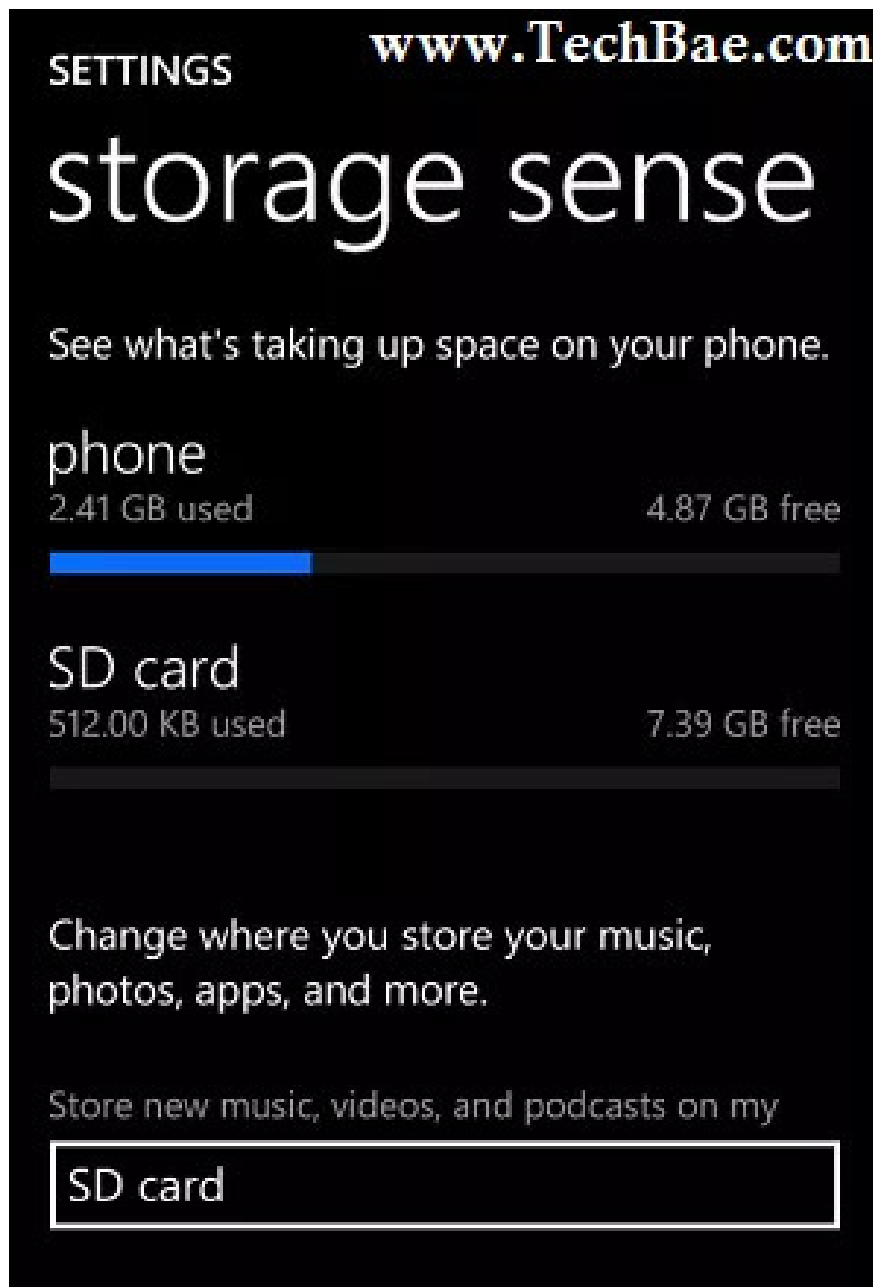 www.TechBae.com
SETTINGS
storage sense
See what's taking up space on your phone.
phone
2.41 GB used 4.87 GB free
SD card
512.00 KB used 7.39 GB free
Change where you store your music,
photos, apps, and more.
Store new music, videos, and podcasts on my
SD card